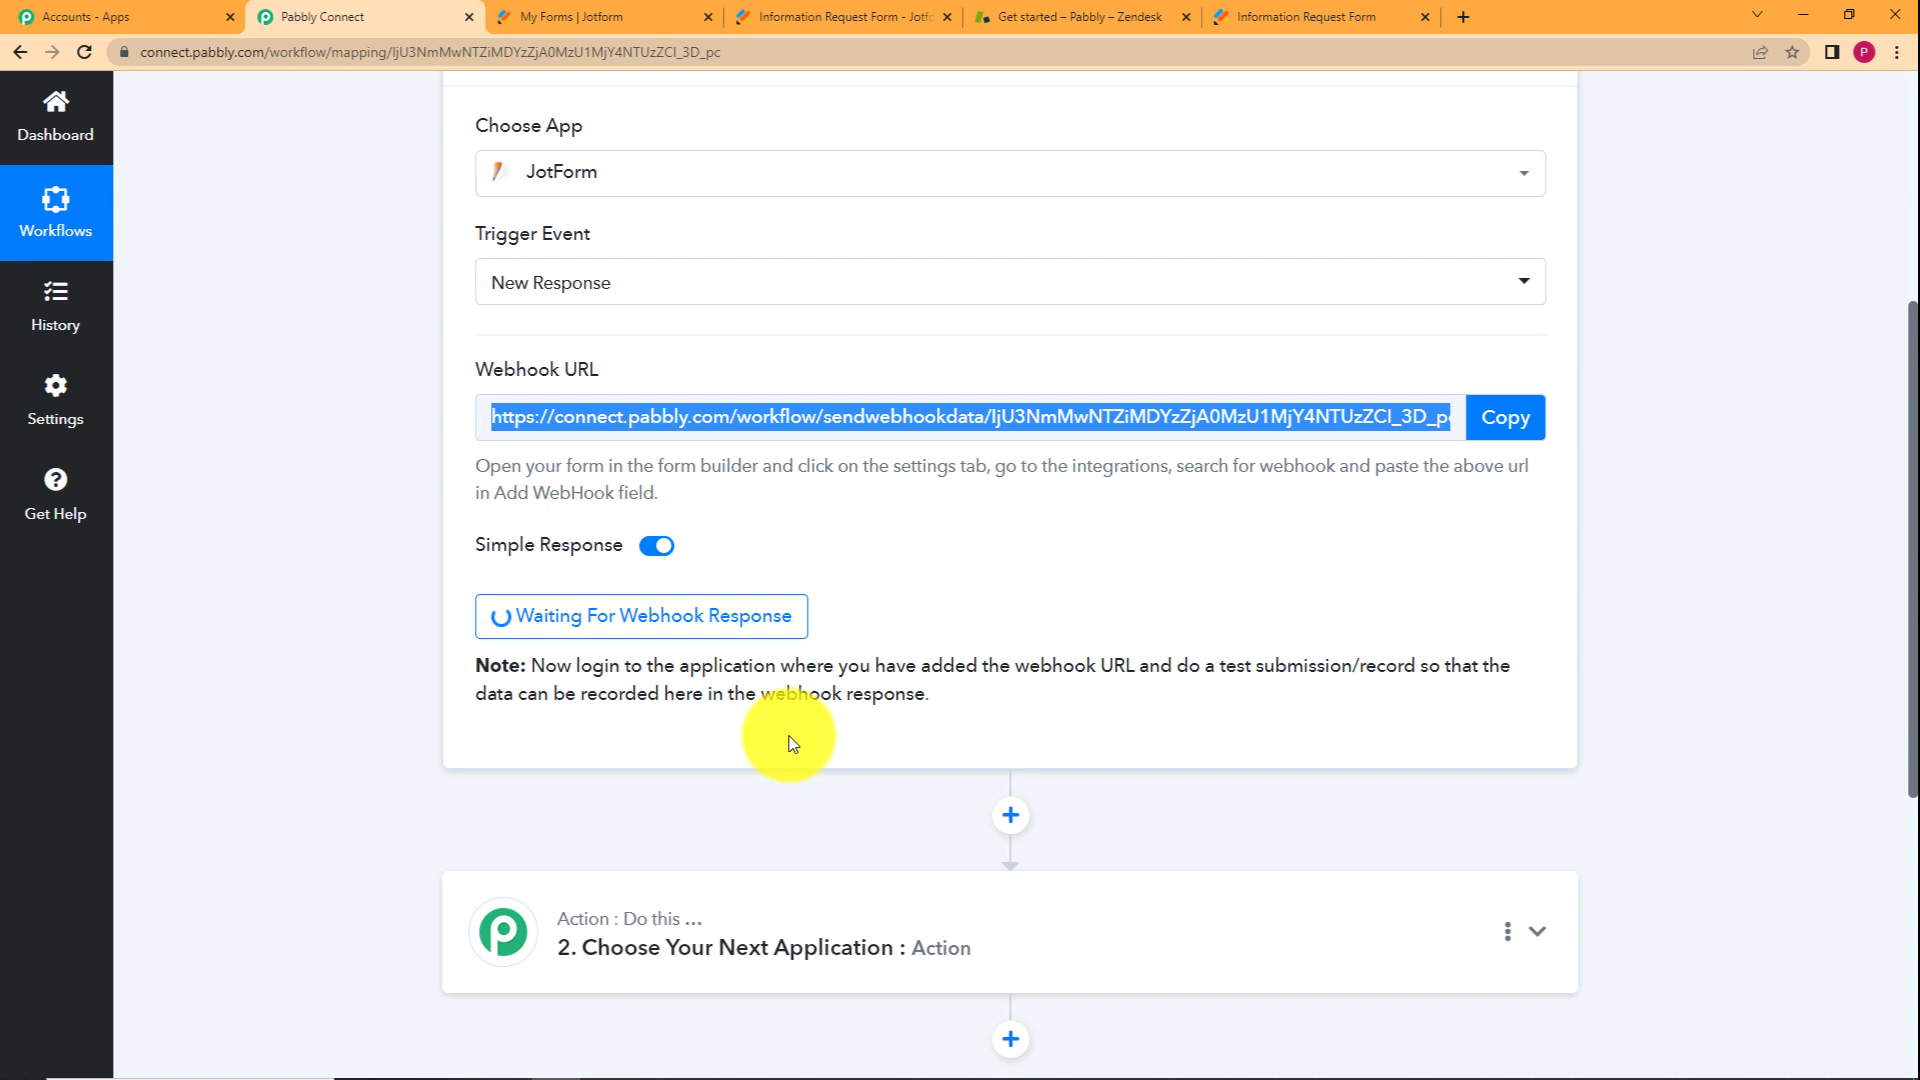 Accounts - Apps
Pabbly Connect
My Forms | Jotform
Information Request Form - Jotfo
Get started – Pabbly – Zendesk
Information Request Form
connect.pabbly.com/workflow/mapping/IjU3NmMwNTZiMDYzZjA0MzU1MjY4NTUzZCI_3D_pc
P
Dashboard
Workflows
History
Settings
Get Help
Choose App
JotForm
Trigger Event
New Response
Webhook URL
https://connect.pabbly.com/workflow/sendwebhookdata/IjU3NmMwNTZiMDYzZjA0MzU1MjY4NTUzZCI_3D_pc
Copy
Open your form in the form builder and click on the settings tab, go to the integrations, search for webhook and paste the above url
in Add WebHook field.
Simple Response
Waiting For Webhook Response
Note: Now login to the application where you have added the webhook URL and do a test submission/record so that the
data can be recorded here in the webhook response.
Action : Do this ...
2. Choose Your Next Application : Action